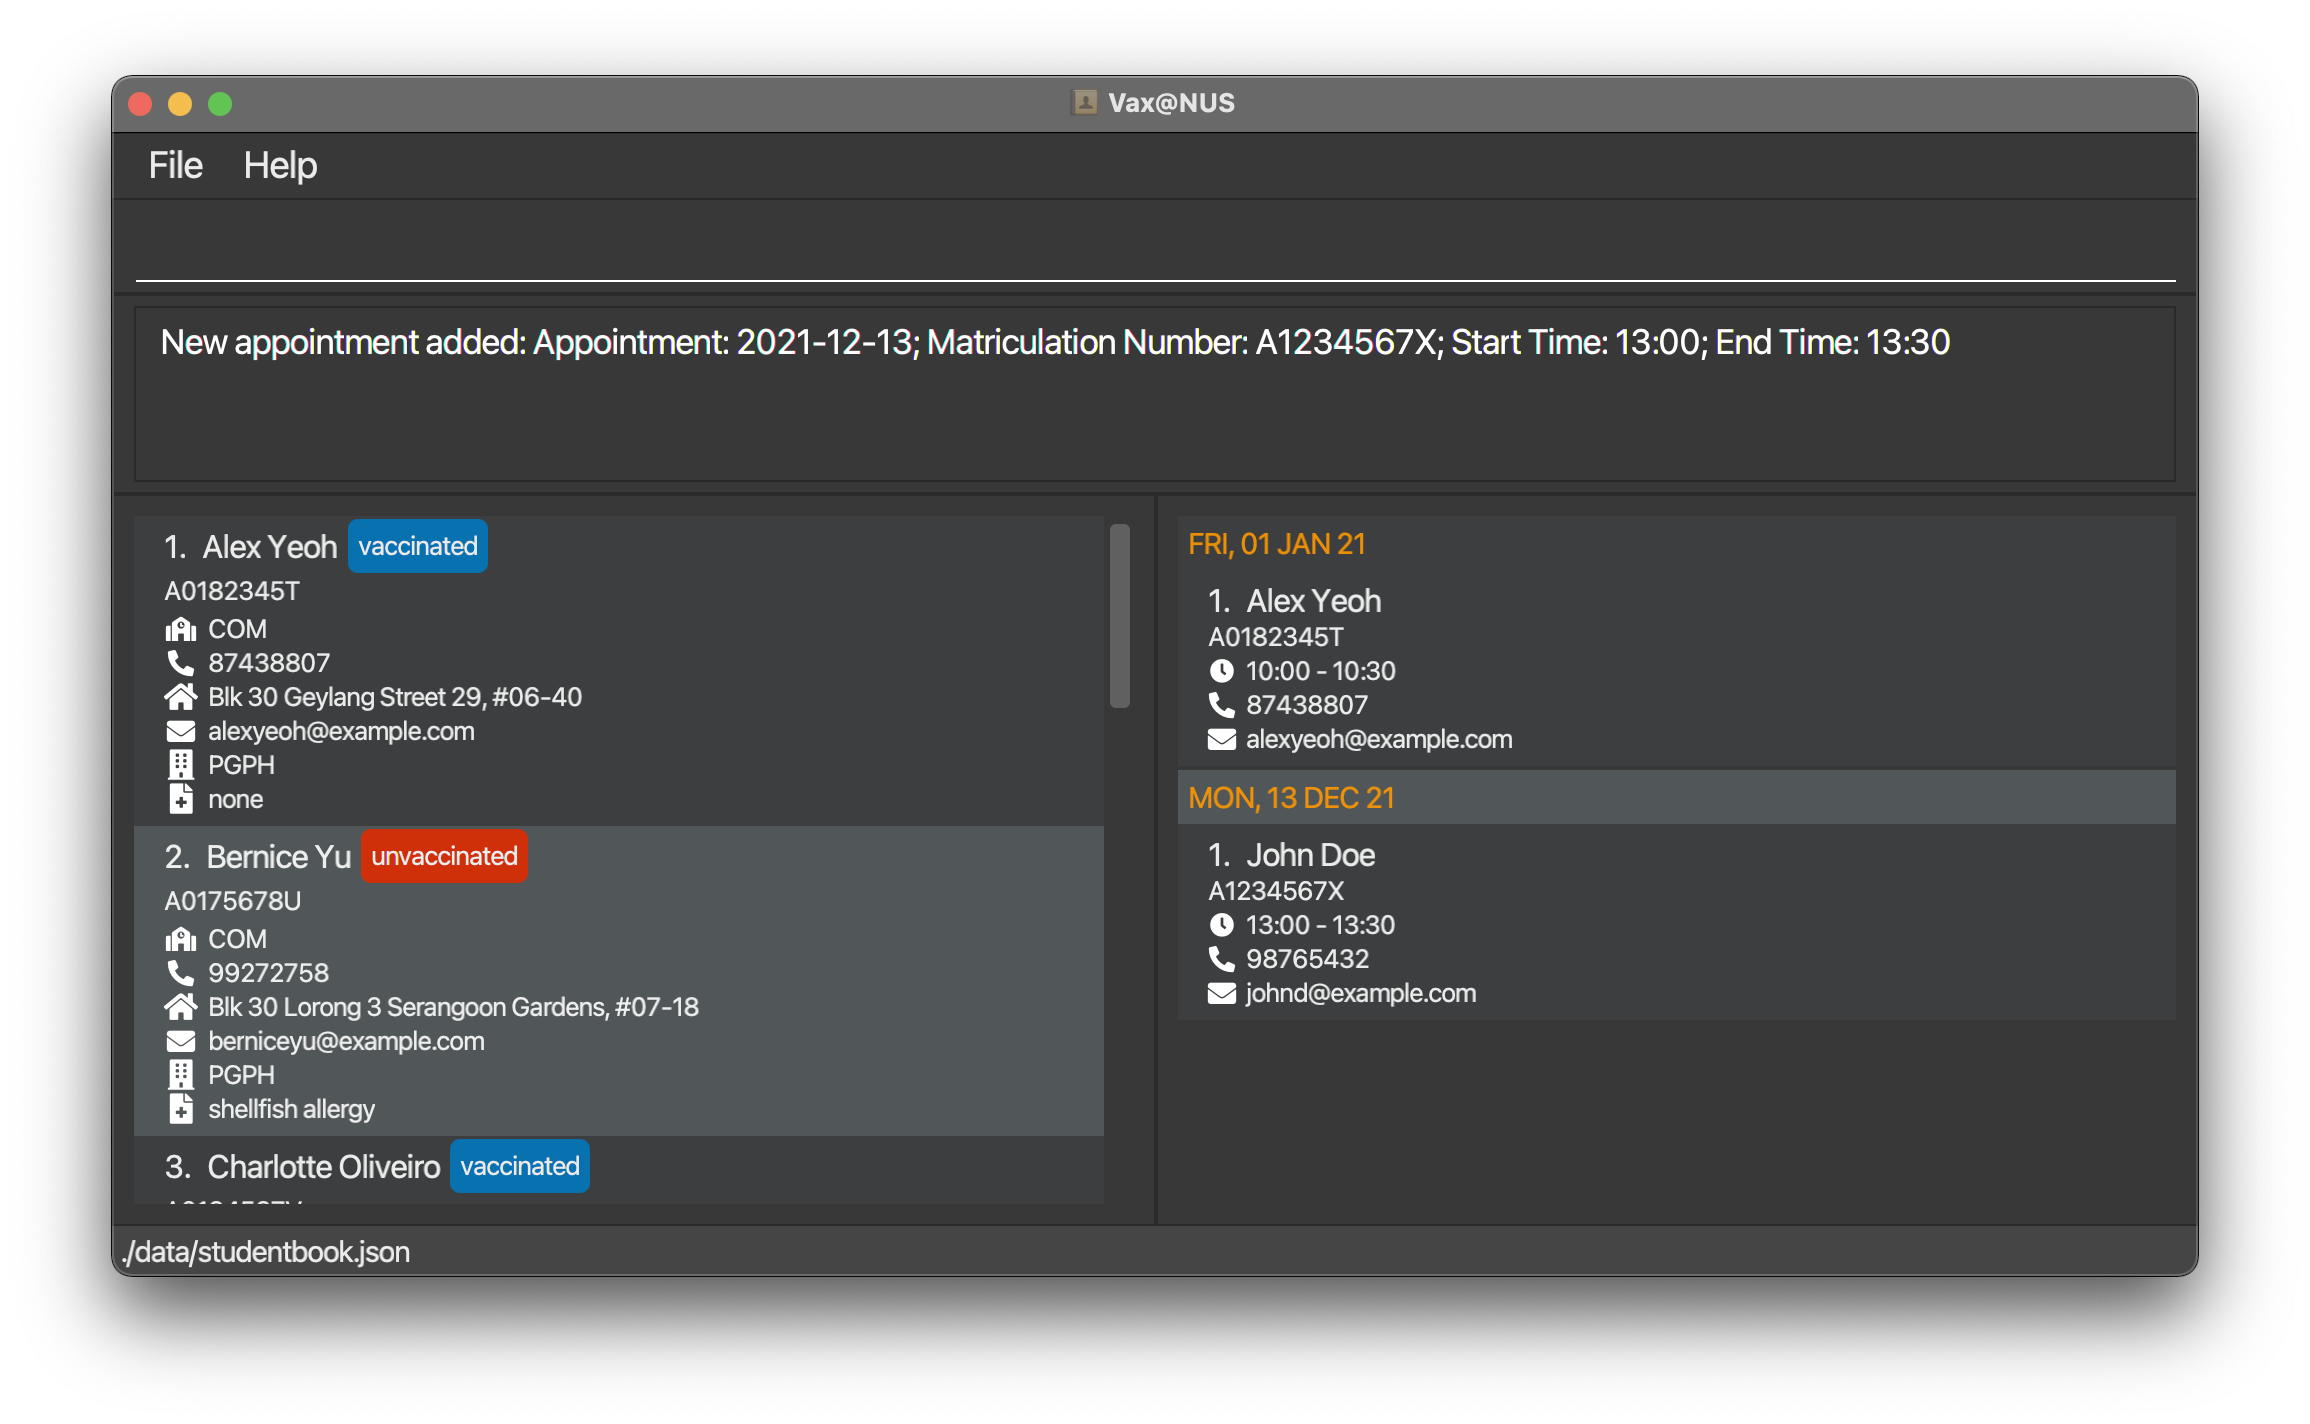 Vax@NUS
File Help
New appointment added: Appointment: 2021-12-13; Matriculation Number: A1234567X; Start Time: 13:00; End Time: 13:30
1. Alex Yeoh vaccinated
A0182345T
COM
87438807
Blk 30 Geylang Street 29, #06-40
alexyeoh@example.com
PGPH
none
2. Bernice Yu unvaccinated
A0175678U
COM
99272758
Blk 30 Lorong 3 Serangoon Gardens, #07-18
berniceyu@example.com
PGPH
shellfish allergy
3. Charlotte Oliveiro vaccinated
FRI, 01 JAN 21
1. Alex Yeoh
A0182345T
10:00 - 10:30
87438807
alexyeoh@example.com
MON, 13 DEC 21
1. John Doe
A1234567X
13:00 - 13:30
98765432
johnd@example.com
./data/studentbook.json